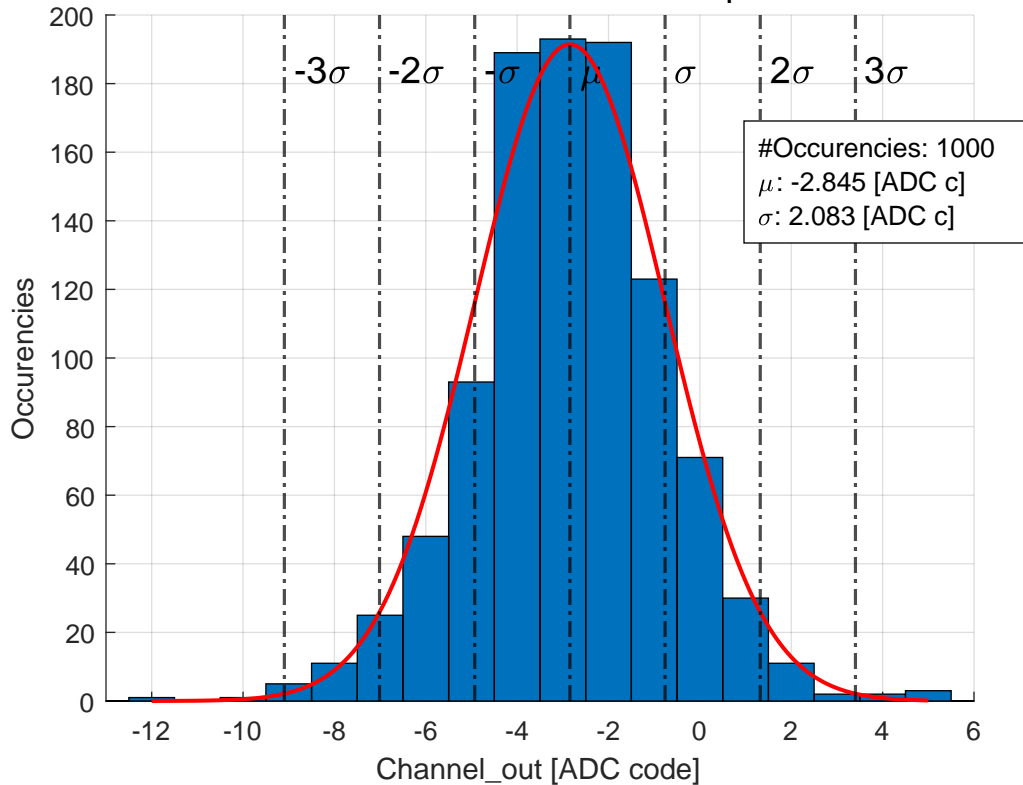 200
180
160
140
120
100
80
60
40
20
0
Occurencies
-3σ -2σ -σ μ σ 2σ 3σ
#Occurencies: 1000
μ: -2.845 [ADC c]
σ: 2.083 [ADC c]
-12 -10 -8 -6 -4 -2 0 2 4 6
Channel_out [ADC code]